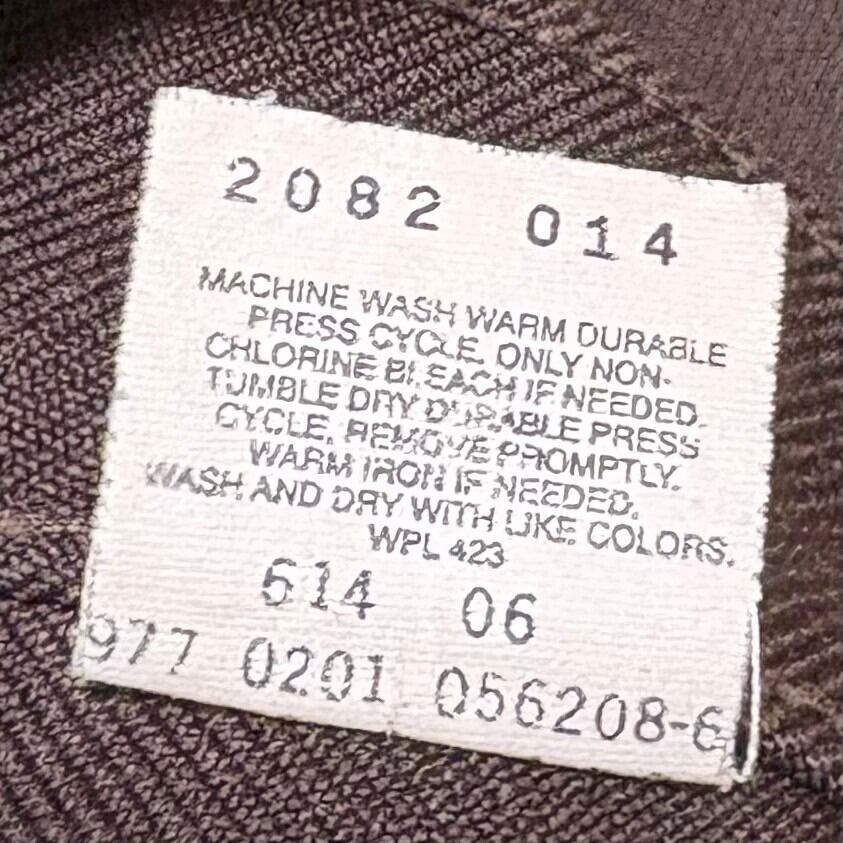 2082 014
MACHINE WASH WARM DURABLE
PRESS CYCLE. ONLY NON-
CHLORINE BLEACH IF NEEDED.
TUMBLE DRY DURABLE PRESS
CYCLE. REMOVE PROMPTLY.
WARM IRON IF NEEDED.
WASH AND DRY WITH LIKE COLORS.
WPL 423
614 06
977 0201 056208-6